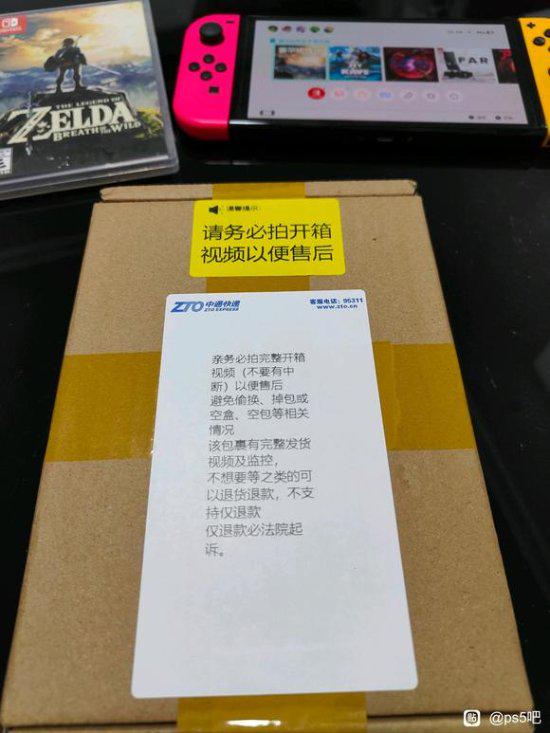 THE LEGEND OF
ZELDA
BREATH OF THE WILD
FAR
温馨提示
请务必拍开箱
视频以便售后
ZTO 中通快递
ZTO EXPRESS
客服电话：95311
www.zto.cn
亲务必拍完整开箱
视频（不要有中
断）以便售后
避免偷换、掉包或
空盒、空包等相关
情况
该包裹有完整发货
视频及监控，
不想要等之类的可
以退货退款，不支
持仅退款
仅退款必法院起
诉。
贴 @ps5吧